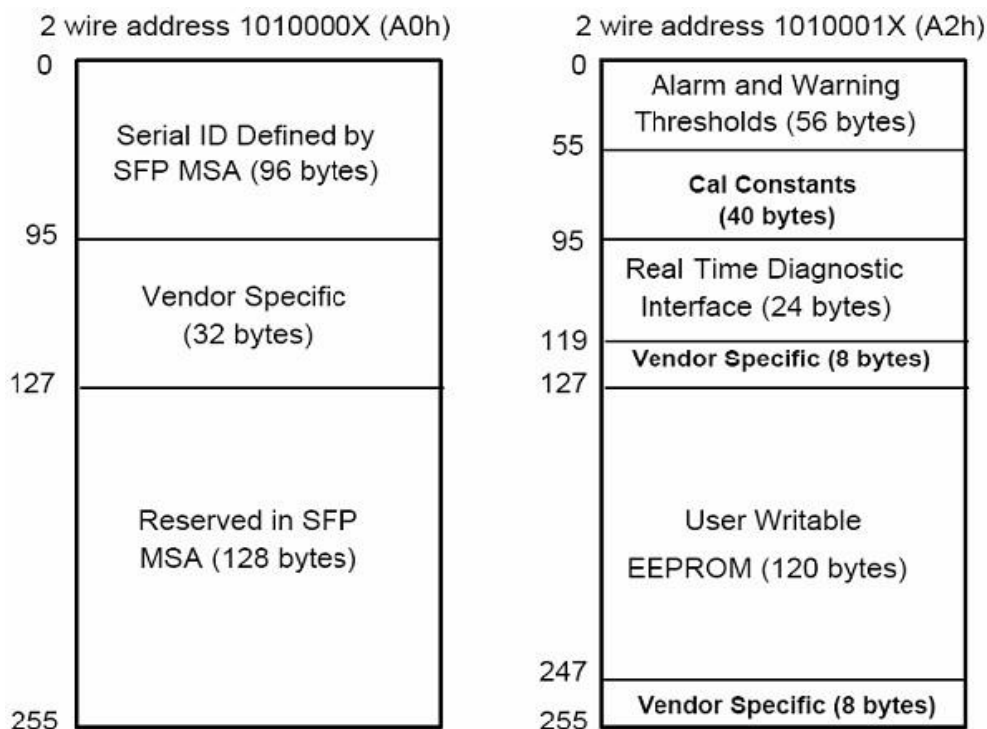 2 wire address 1010000X (A0h)
0
Serial ID Defined by
SFP MSA (96 bytes)
95
Vendor Specific
(32 bytes)
127
Reserved in SFP
MSA (128 bytes)
255
2 wire address 1010001X (A2h)
0
Alarm and Warning
Thresholds (56 bytes)
55
Cal Constants
(40 bytes)
95
Real Time Diagnostic
Interface (24 bytes)
119
Vendor Specific (8 bytes)
127
User Writable
EEPROM (120 bytes)
247
Vendor Specific (8 bytes)
255